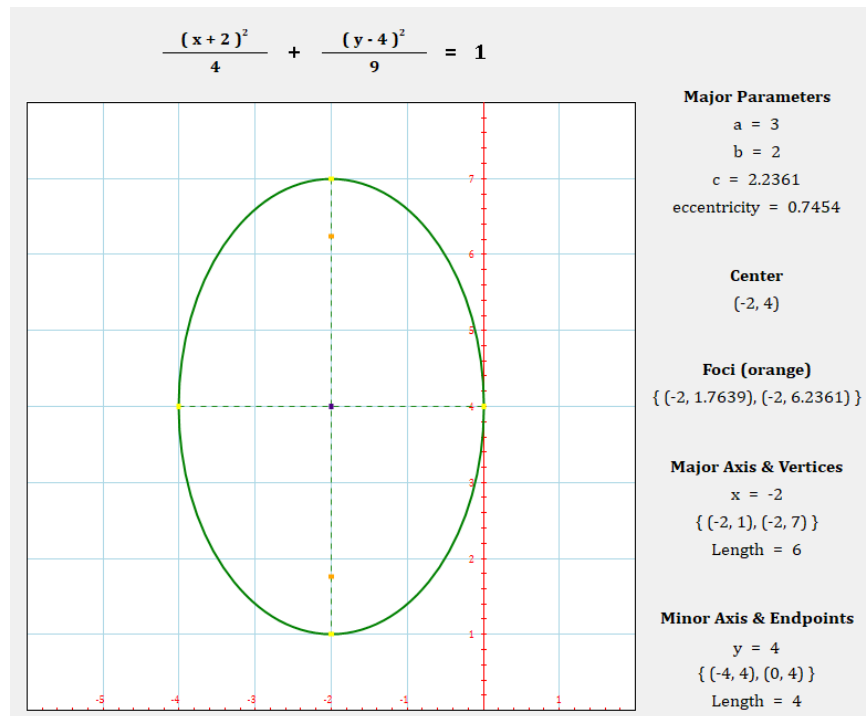 ( x + 2 )² / 4 + ( y - 4 )² / 9 = 1
Major Parameters
a = 3
b = 2
c = 2.2361
eccentricity = 0.7454
Center
(-2, 4)
Foci (orange)
{ (-2, 1.7639), (-2, 6.2361) }
Major Axis & Vertices
x = -2
{ (-2, 1), (-2, 7) }
Length = 6
Minor Axis & Endpoints
y = 4
{ (-4, 4), (0, 4) }
Length = 4
7
6
5
4
3
2
1
-5 -4 -3 -2 -1 1